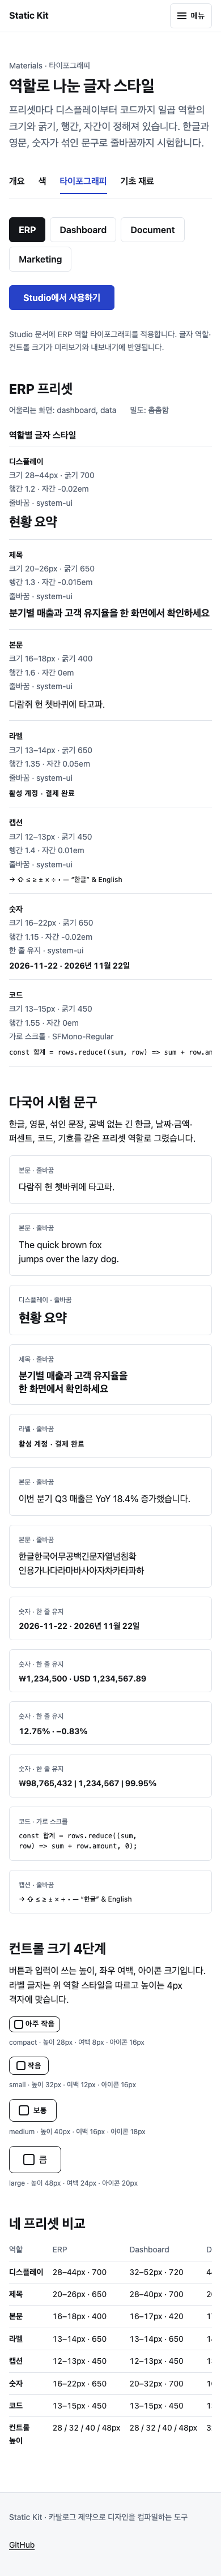 Static Kit
메뉴
Materials · 타이포그래피
역할로 나눈 글자 스타일
프리셋마다 디스플레이부터 코드까지 일곱 역할의
크기와 굵기, 행간, 자간이 정해져 있습니다. 한글과
영문, 숫자가 섞인 문구로 줄바꿈까지 시험합니다.
개요 색 타이포그래피 기초 재료
ERP Dashboard Document
Marketing
Studio에서 사용하기
Studio 문서에 ERP 역할 타이포그래피를 적용합니다. 글자 역할·
컨트롤 크기가 미리보기와 내보내기에 반영됩니다.
ERP 프리셋
어울리는 화면: dashboard, data 밀도: 촘촘함
역할별 글자 스타일
디스플레이
크기 28–44px · 굵기 700
행간 1.2 · 자간 -0.02em
줄바꿈 · system-ui
현황 요약
제목
크기 20–26px · 굵기 650
행간 1.3 · 자간 -0.015em
줄바꿈 · system-ui
분기별 매출과 고객 유지율을 한 화면에서 확인하세요
본문
크기 16–18px · 굵기 400
행간 1.6 · 자간 0em
줄바꿈 · system-ui
다람쥐 헌 쳇바퀴에 타고파.
라벨
크기 13–14px · 굵기 650
행간 1.35 · 자간 0.05em
줄바꿈 · system-ui
활성 계정 · 결제 완료
캡션
크기 12–13px · 굵기 450
행간 1.4 · 자간 0.01em
줄바꿈 · system-ui
숫자
크기 16–22px · 굵기 650
행간 1.15 · 자간 -0.02em
한 줄 유지 · system-ui
2026-11-22 · 2026년 11월 22일
코드
크기 13–15px · 굵기 450
행간 1.55 · 자간 0em
가로 스크롤 · SFMono-Regular
const 합계 = rows.reduce((sum, row) => sum + row.am
다국어 시험 문구
한글, 영문, 섞인 문장, 공백 없는 긴 한글, 날짜·금액·
퍼센트, 코드, 기호를 같은 프리셋 역할로 그렸습니다.
본문 · 줄바꿈
다람쥐 헌 쳇바퀴에 타고파.
본문 · 줄바꿈
The quick brown fox
jumps over the lazy dog.
디스플레이 · 줄바꿈
현황 요약
제목 · 줄바꿈
분기별 매출과 고객 유지율을
한 화면에서 확인하세요
라벨 · 줄바꿈
활성 계정 · 결제 완료
본문 · 줄바꿈
이번 분기 Q3 매출은 YoY 18.4% 증가했습니다.
본문 · 줄바꿈
한글한국어무공백긴문자열넘침확
인용가나다라마바사아자차카타파하
숫자 · 한 줄 유지
2026-11-22 · 2026년 11월 22일
숫자 · 한 줄 유지
₩1,234,500 · USD 1,234,567.89
숫자 · 한 줄 유지
12.75% · −0.83%
숫자 · 한 줄 유지
₩98,765,432 | 1,234,567 | 99.95%
코드 · 가로 스크롤
const 합계 = rows.reduce((sum,
row) => sum + row.amount, 0);
캡션 · 줄바꿈
컨트롤 크기 4단계
버튼과 입력이 쓰는 높이, 좌우 여백, 아이콘 크기입니다.
라벨 글자는 위 역할 스타일을 따르고 높이는 4px
격자에 맞습니다.
아주 작음
compact · 높이 28px · 여백 8px · 아이콘 16px
작음
small · 높이 32px · 여백 12px · 아이콘 16px
보통
medium · 높이 40px · 여백 16px · 아이콘 18px
큼
large · 높이 48px · 여백 24px · 아이콘 20px
네 프리셋 비교
역할 ERP Dashboard
디스플레이 28–44px · 700 32–52px · 720
제목 20–26px · 650 28–40px · 700
본문 16–18px · 400 16–17px · 420
라벨 13–14px · 650 13–14px · 650
캡션 12–13px · 450 12–13px · 450
숫자 16–22px · 650 20–32px · 700
코드 13–15px · 450 13–15px · 450
컨트롤 28 / 32 / 40 / 48px 28 / 32 / 40 / 48px
높이
Static Kit · 카탈로그 제약으로 디자인을 컴파일하는 도구
GitHub